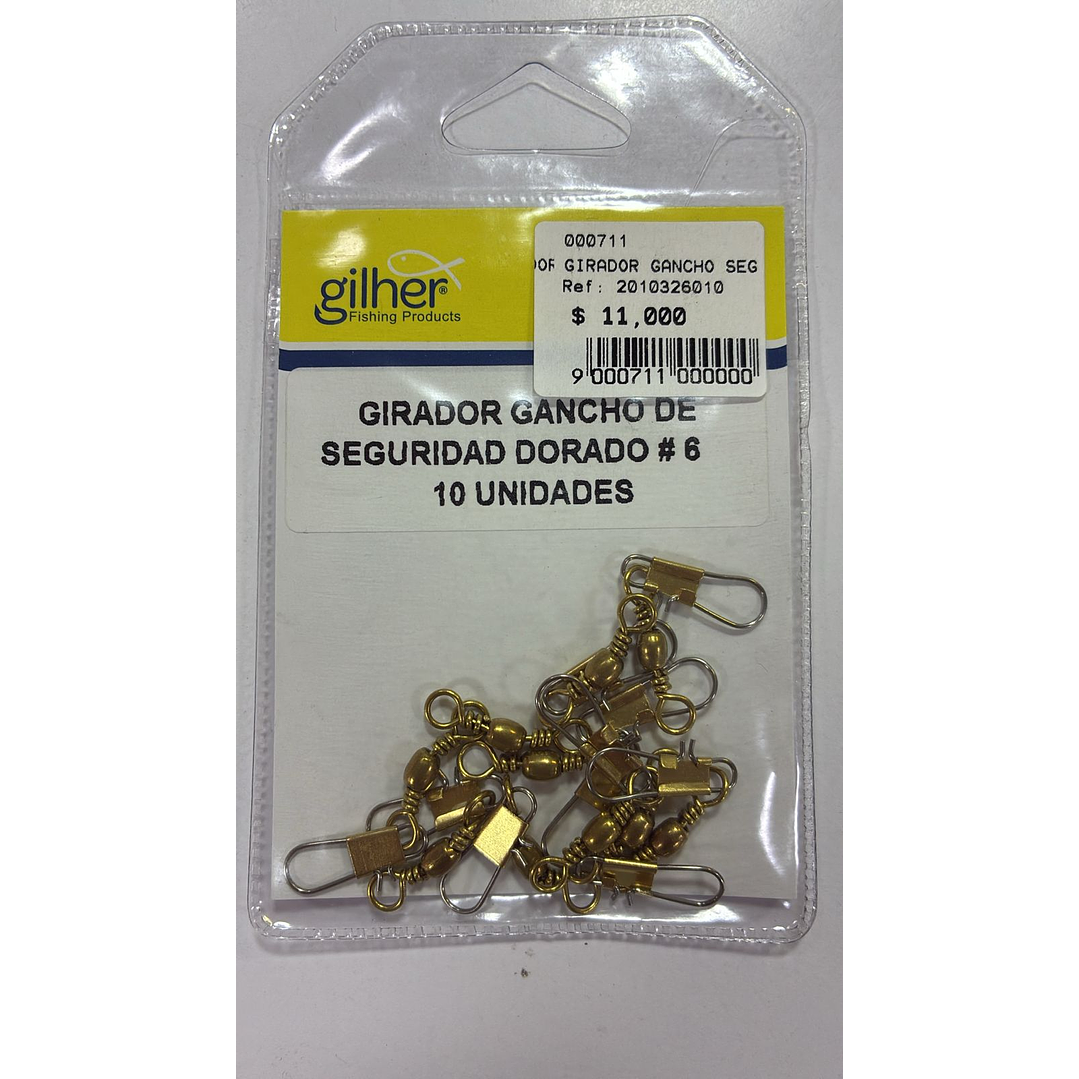 gilher®
Fishing Products
000711
OR GIRADOR GANCHO SEG
Ref: 2010326010
$ 11,000
9 000711 000000
GIRADOR GANCHO DE
SEGURIDAD DORADO # 6
10 UNIDADES